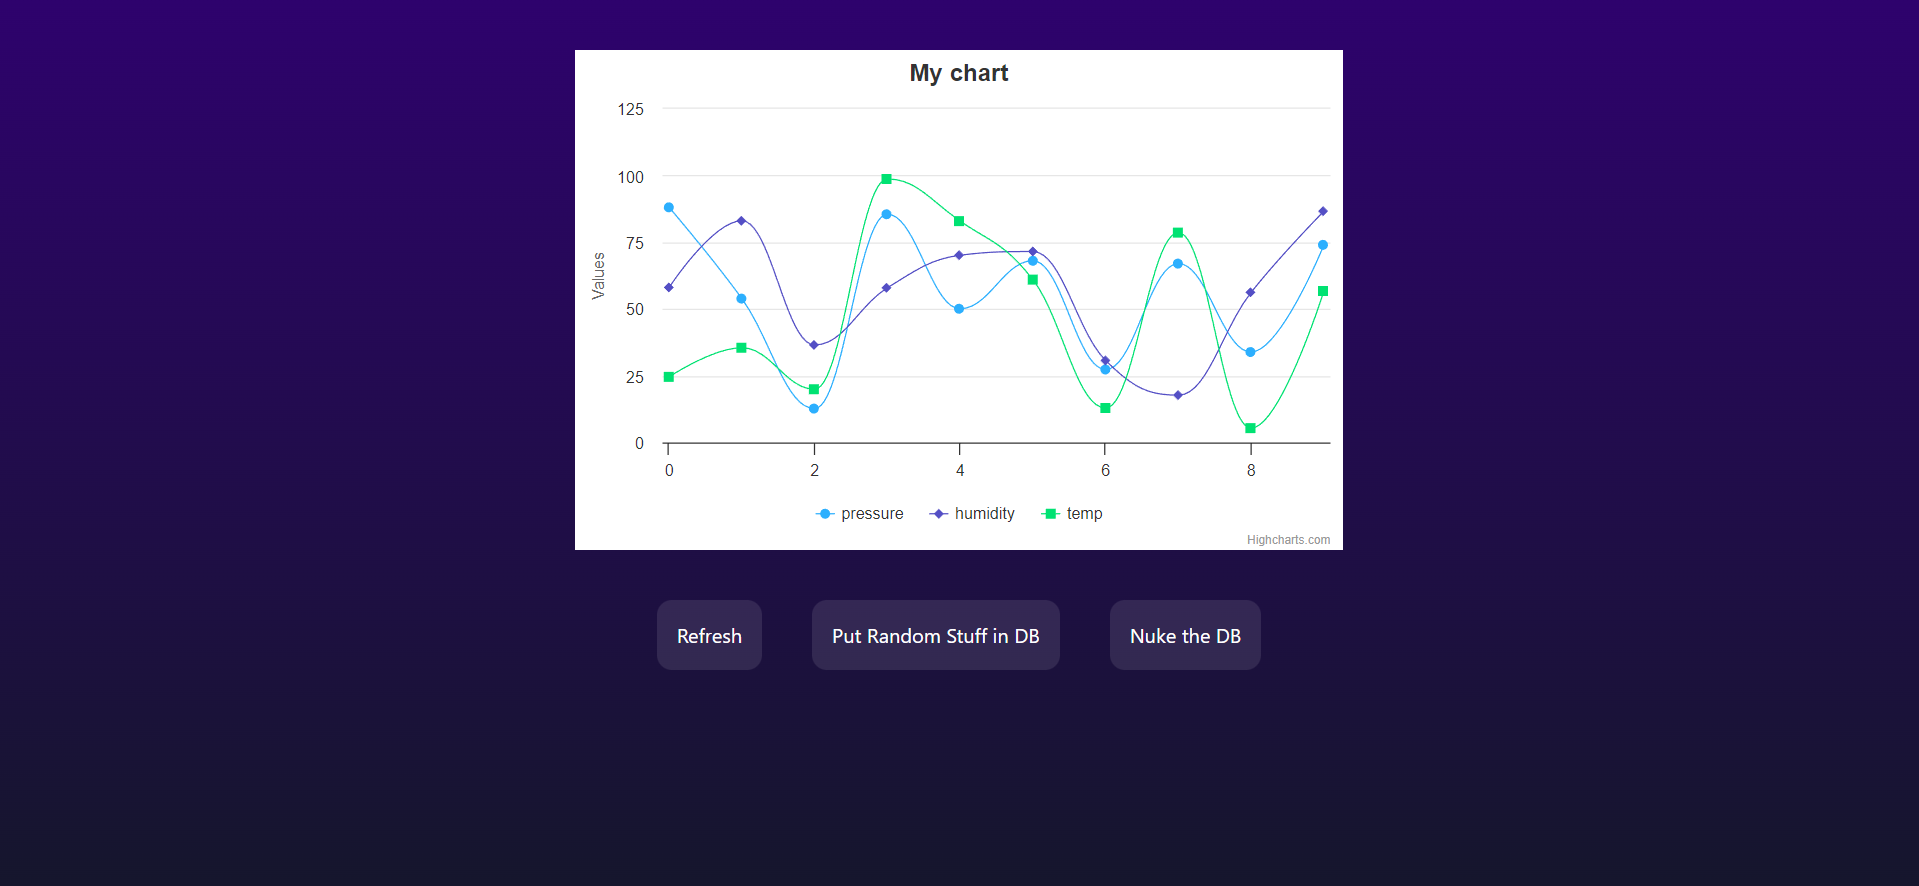 My chart
125
100
75
50
25
0
Values
0 2 4 6 8
pressure humidity temp
Highcharts.com
Refresh Put Random Stuff in DB Nuke the DB